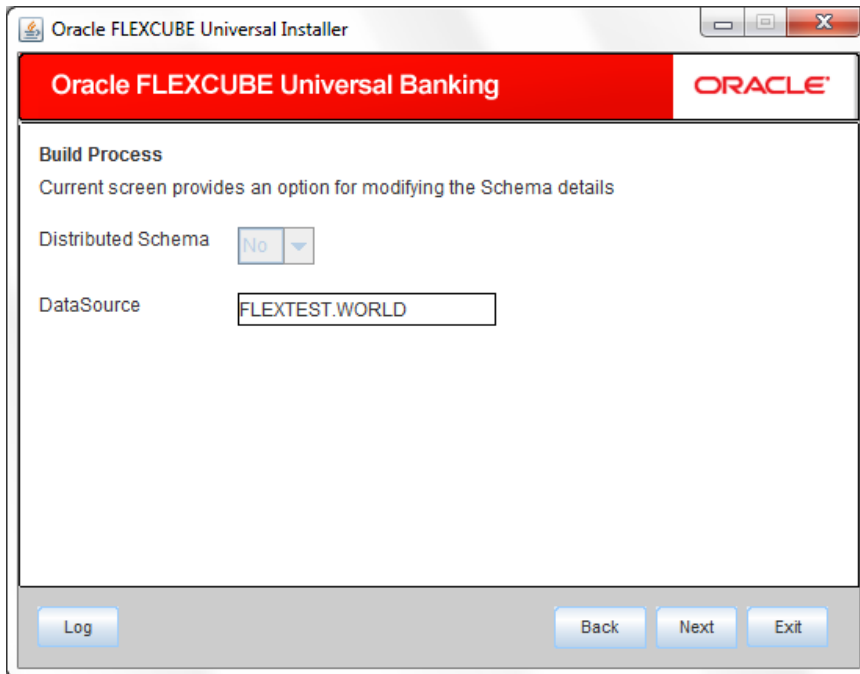 Oracle FLEXCUBE Universal Installer
Oracle FLEXCUBE Universal Banking
ORACLE
Build Process
Current screen provides an option for modifying the Schema details
Distributed Schema No
DataSource FLEXTEST.WORLD
Log Back Next Exit